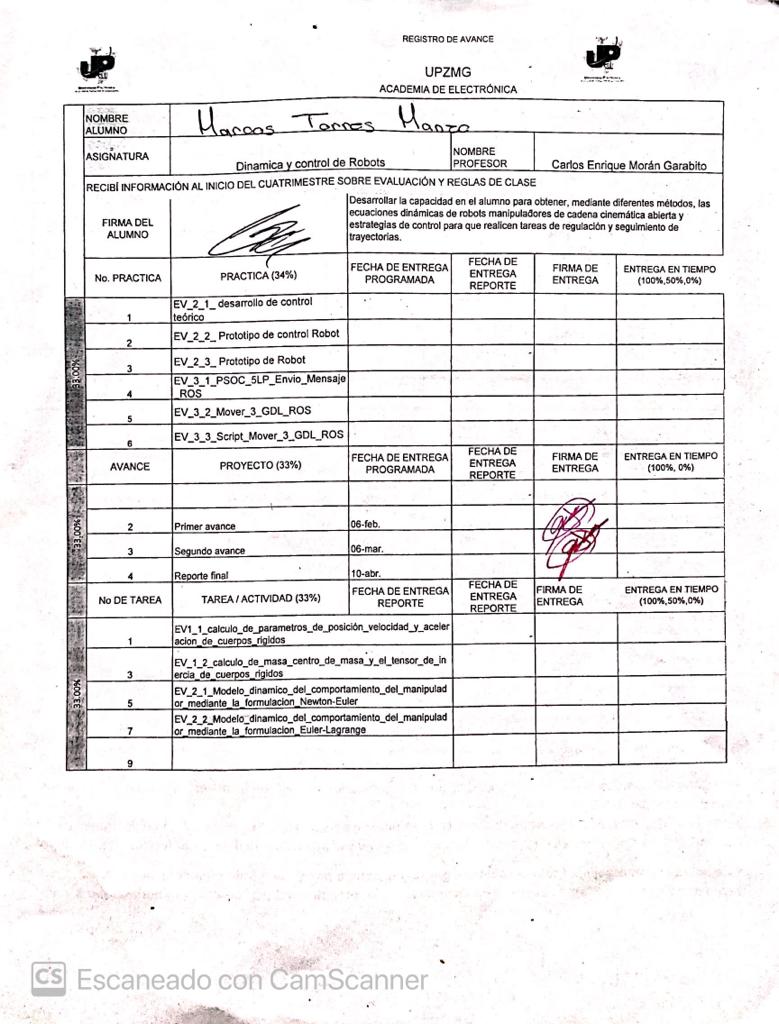 REGISTRO DE AVANCE
UP
UP
UPZMG
ACADEMIA DE ELECTRÓNICA
NOMBRE ALUMNO
Marcos Torres Manzo
ASIGNATURA
Dinamica y control de Robots
NOMBRE PROFESOR
Carlos Enrique Morán Garabito
RECIBÍ INFORMACIÓN AL INICIO DEL CUATRIMESTRE SOBRE EVALUACIÓN Y REGLAS DE CLASE
FIRMA DEL ALUMNO
Desarrollar la capacidad en el alumno para obtener, mediante diferentes métodos, las
ecuaciones dinámicas de robots manipuladores de cadena cinemática abierta y
estrategias de control para que realicen tareas de regulación y seguimiento de
trayectorias.
No. PRACTICA PRACTICA (34%) FECHA DE ENTREGA PROGRAMADA FECHA DE ENTREGA REPORTE FIRMA DE ENTREGA ENTREGA EN TIEMPO (100%,50%,0%)
33.00%
1 EV_2_1_ desarrollo de control teórico
2 EV_2_2_ Prototipo de control Robot
3 EV_2_3_ Prototipo de Robot
4 EV_3_1_PSOC_5LP_Envio_Mensaje_ROS
5 EV_3_2_Mover_3_GDL_ROS
6 EV_3_3_Script_Mover_3_GDL_ROS
AVANCE PROYECTO (33%) FECHA DE ENTREGA PROGRAMADA FECHA DE ENTREGA REPORTE FIRMA DE ENTREGA ENTREGA EN TIEMPO (100%, 0%)
33.00%
2 Primer avance 06-feb.
3 Segundo avance 06-mar.
4 Reporte final 10-abr.
No DE TAREA TAREA / ACTIVIDAD (33%) FECHA DE ENTREGA REPORTE FECHA DE ENTREGA REPORTE FIRMA DE ENTREGA ENTREGA EN TIEMPO (100%,50%,0%)
33.00%
1 EV1_1_calculo_de_parametros_de_posición_velocidad_y_aceleracion_de_cuerpos_rigidos
3 EV_1_2_calculo_de_masa_centro_de_masa_y_el_tensor_de_inercia_de_cuerpos_rígidos
5 EV_2_1_Modelo_dinamico_del_comportamiento_del_manipulador_mediante_la_formulacion_Newton-Euler
7 EV_2_2_Modelo_dinamico_del_comportamiento_del_manipulador_mediante_la_formulacion_Euler-Lagrange
9
CS Escaneado con CamScanner